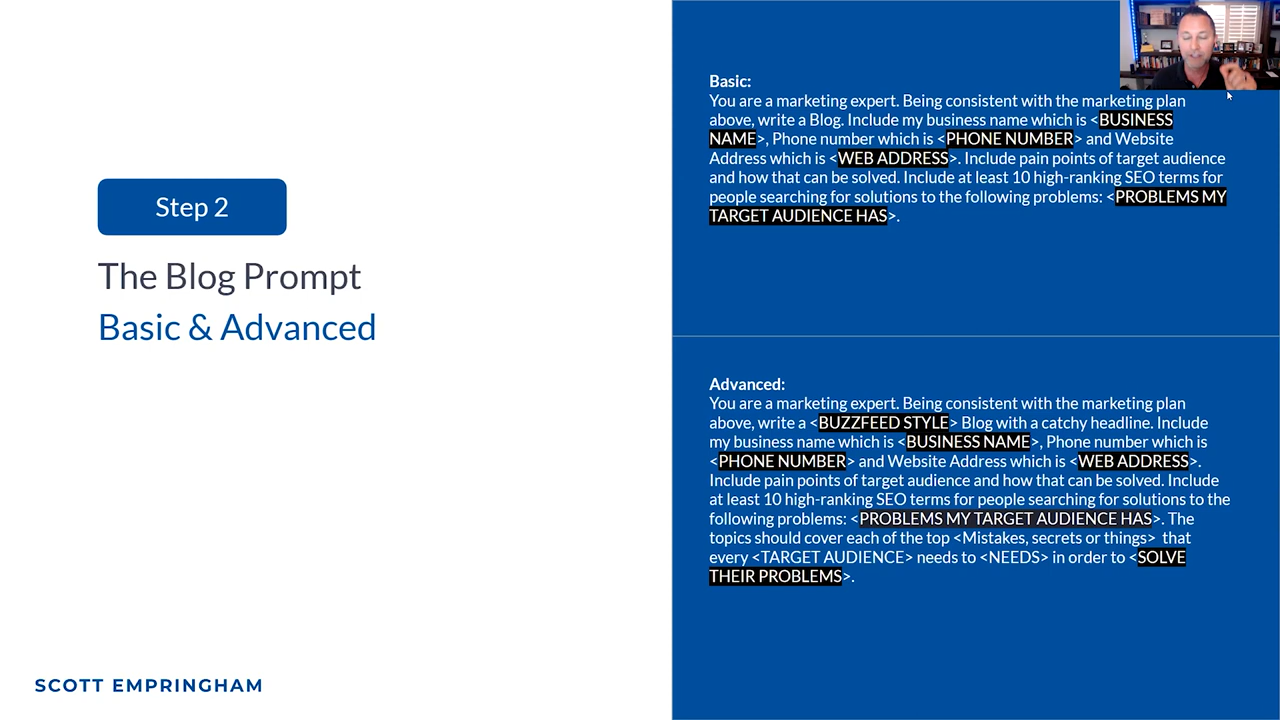 Step 2
The Blog Prompt
Basic & Advanced
SCOTT EMPRINGHAM
Basic:
You are a marketing expert. Being consistent with the marketing plan
above, write a Blog. Include my business name which is <BUSINESS
NAME>, Phone number which is <PHONE NUMBER> and Website
Address which is <WEB ADDRESS>. Include pain points of target audience
and how that can be solved. Include at least 10 high-ranking SEO terms for
people searching for solutions to the following problems: <PROBLEMS MY
TARGET AUDIENCE HAS>.
Advanced:
You are a marketing expert. Being consistent with the marketing plan
above, write a <BUZZFEED STYLE> Blog with a catchy headline. Include
my business name which is <BUSINESS NAME>, Phone number which is
<PHONE NUMBER> and Website Address which is <WEB ADDRESS>.
Include pain points of target audience and how that can be solved. Include
at least 10 high-ranking SEO terms for people searching for solutions to the
following problems: <PROBLEMS MY TARGET AUDIENCE HAS>. The
topics should cover each of the top <Mistakes, secrets or things> that
every <TARGET AUDIENCE> needs to <NEEDS> in order to <SOLVE
THEIR PROBLEMS>.